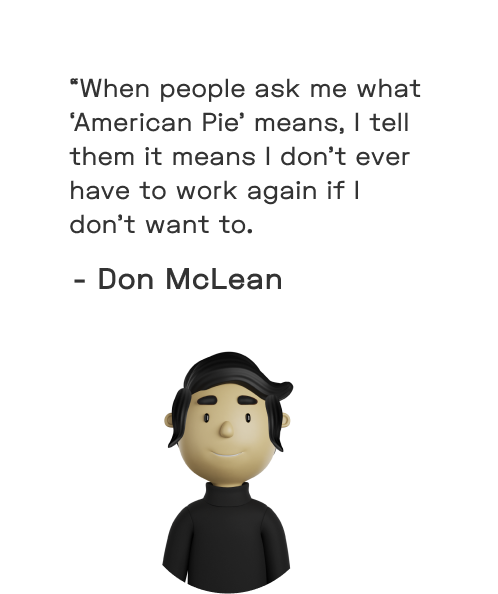 “When people ask me what
‘American Pie’ means, I tell
them it means I don’t ever
have to work again if I
don’t want to.
- Don McLean